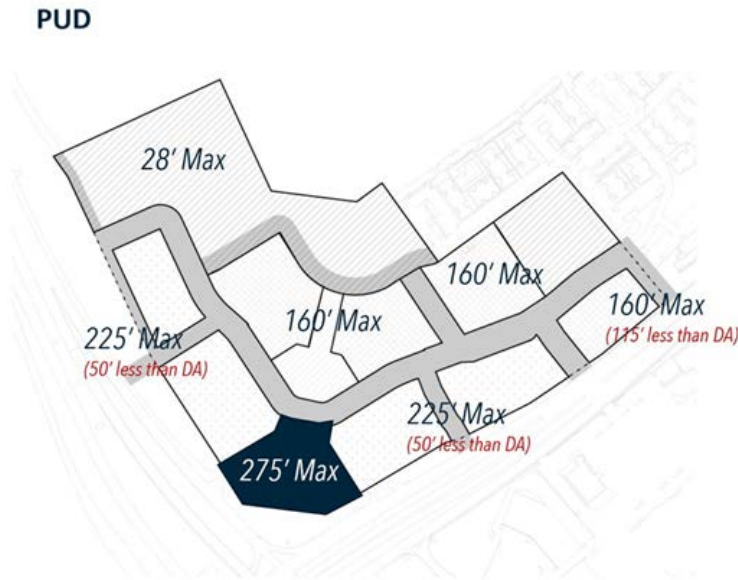 PUD
28' Max
160' Max
160' Max
160' Max
(115' less than DA)
225' Max
(50' less than DA)
225' Max
(50' less than DA)
275' Max